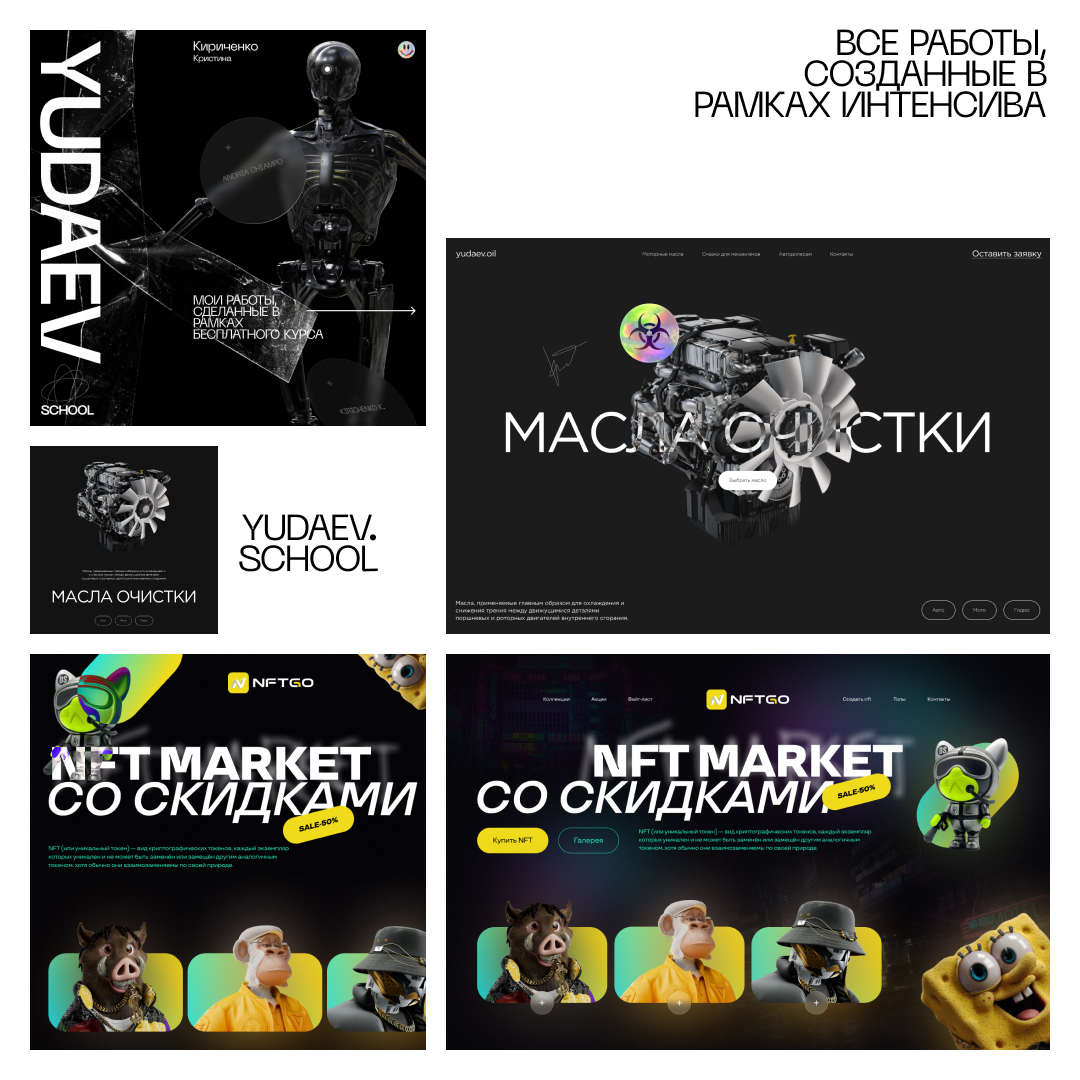 ВСЕ РАБОТЫ,
СОЗДАННЫЕ В
РАМКАХ ИНТЕНСИВА
YUDAEV
SCHOOL
Кириченко
Кристина
ANDRIA CHIAMPO
МОИ РАБОТЫ,
СДЕЛАННЫЕ В
РАМКАХ
БЕСПЛАТНОГО КУРСА
KIRICHENKO K.
yudaev.oil
Моторные масла
Смазки для механизмов
Автодилерам
Контакты
Оставить заявку
МАСЛА ОЧИСТКИ
Выбрать масло
Масла, применяемые главным образом для охлаждения и
снижения трения между движущимися деталями
поршневых и роторных двигателей внутреннего сгорания.
Авто
Мото
Гидро
МАСЛА ОЧИСТКИ
YUDAEV.
SCHOOL
NFTGO
NFT MARKET
СО СКИДКАМИ
SALE-50%
NFT (или уникальный токен) — вид криптографических токенов, каждый экземпляр
которых уникален и не может быть заменён или замещён другим аналогичным
токеном, хотя обычно они взаимозаменяемы по своей природе.
Коллекции
Акции
Вайт-лист
NFTGO
Создать nft
Топы
Контакты
NFT MARKET
СО СКИДКАМИ
SALE-50%
Купить NFT
Галерея
NFT (или уникальный токен) — вид криптографических токенов, каждый экземпляр
которых уникален и не может быть заменён или замещён другим аналогичным
токеном, хотя обычно они взаимозаменяемы по своей природе.